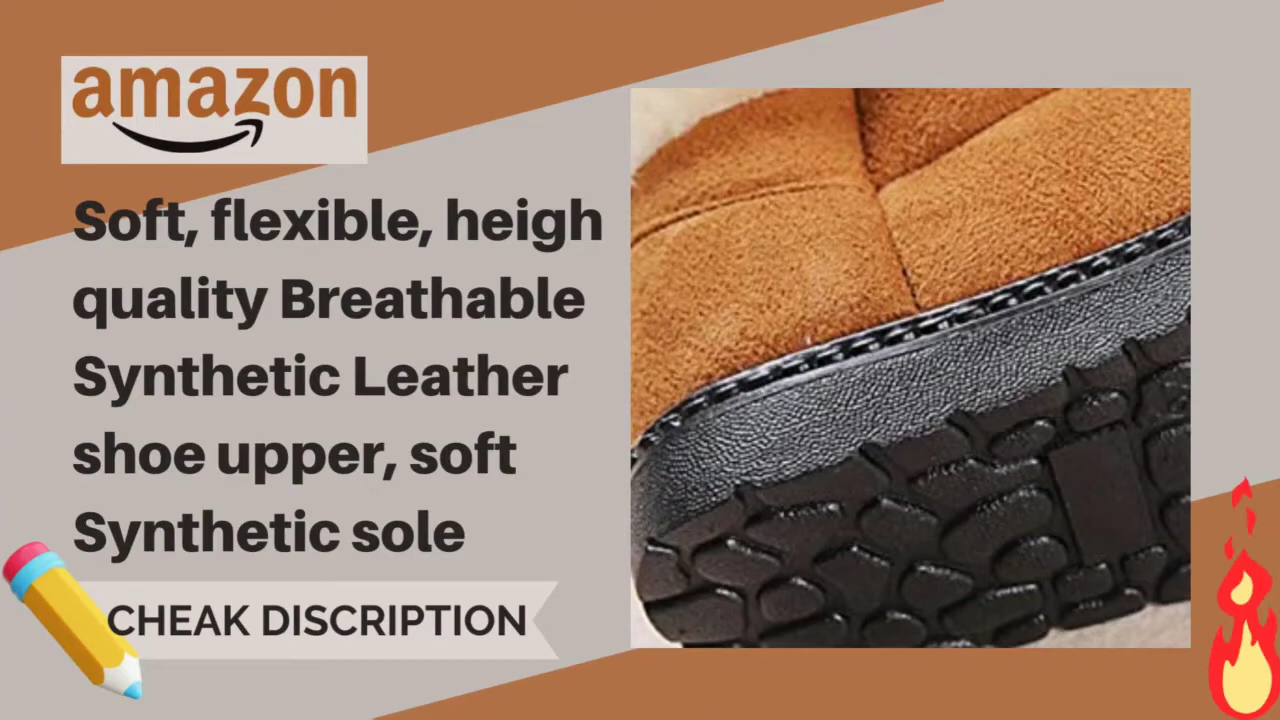 amazon
Soft, flexible, heigh
quality Breathable
Synthetic Leather
shoe upper, soft
Synthetic sole
CHEAK DISCRIPTION